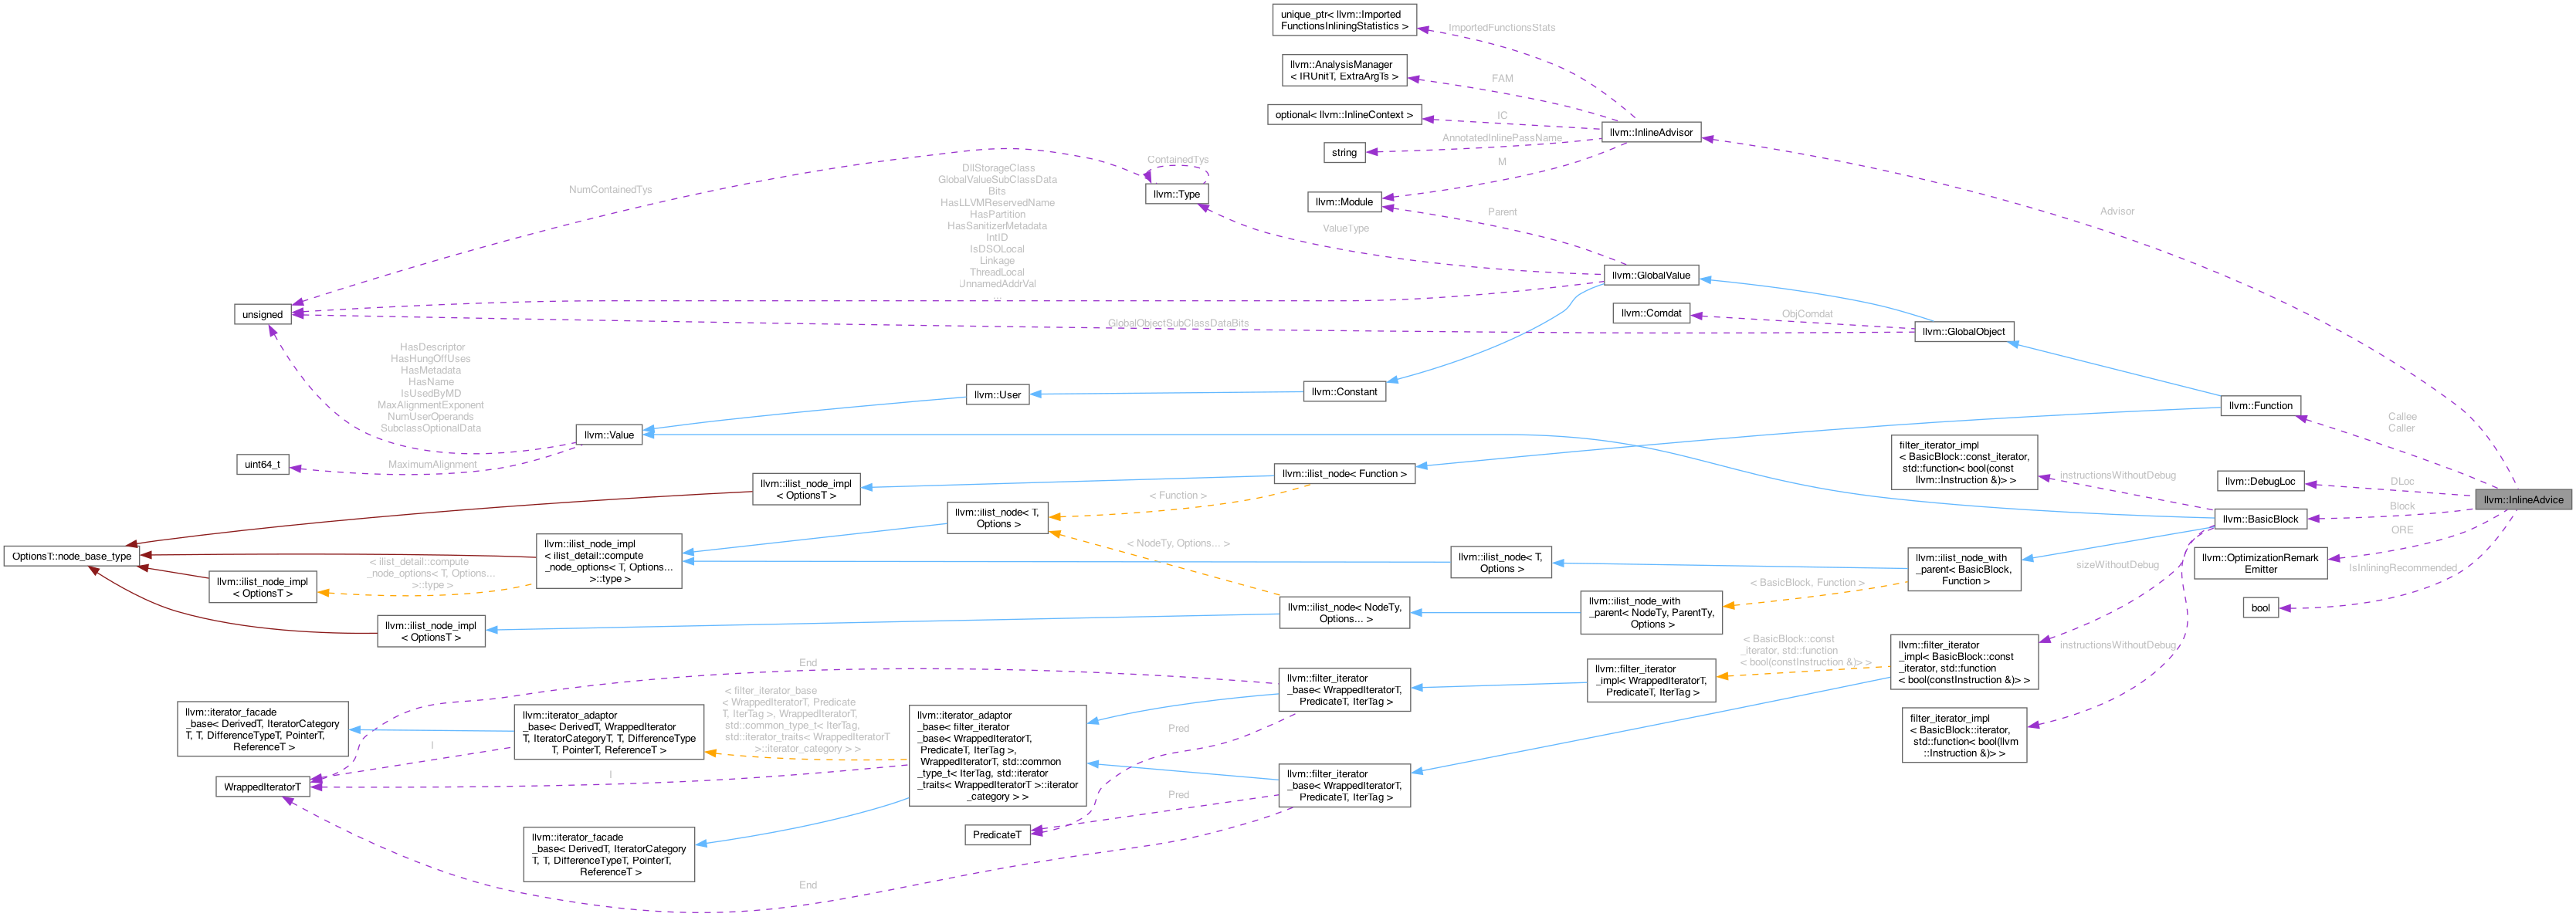 unique_ptr< llvm::Imported
FunctionsInliningStatistics >
ImportedFunctionsStats
llvm::AnalysisManager
< IRUnitT, ExtraArgTs >
FAM
optional< llvm::InlineContext >
IC
llvm::InlineAdvisor
AnnotatedInlinePassName
string
M
ContainedTys
llvm::Type
NumContainedTys
llvm::Module
Parent
Advisor
ValueType
DllStorageClass
GlobalValueSubClassData
Bits
HasLLVMReservedName
HasPartition
HasSanitizerMetadata
IntID
IsDSOLocal
Linkage
ThreadLocal
UnnamedAddrVal
...
llvm::GlobalValue
unsigned
llvm::Comdat
ObjComdat
GlobalObjectSubClassDataBits
llvm::GlobalObject
HasDescriptor
HasHungOffUses
HasMetadata
HasName
IsUsedByMD
MaxAlignmentExponent
NumUserOperands
SubclassOptionalData
llvm::User
llvm::Constant
llvm::Function
Callee
Caller
llvm::Value
uint64_t
MaximumAlignment
filter_iterator_impl
< BasicBlock::const_iterator,
std::function< bool(const
llvm::Instruction &)> >
instructionsWithoutDebug
llvm::ilist_node< Function >
llvm::ilist_node_impl
< OptionsT >
< Function >
llvm::DebugLoc
DLoc
llvm::InlineAdvice
Block
llvm::BasicBlock
ORE
llvm::ilist_node< T,
Options >
< NodeTy, Options... >
OptionsT::node_base_type
llvm::ilist_node_impl
< ilist_detail::compute
_node_options< T, Options...
>::type >
< ilist_detail::compute
_node_options< T, Options...
>::type >
llvm::ilist_node< T,
Options >
llvm::ilist_node_with
_parent< BasicBlock,
Function >
llvm::OptimizationRemark
Emitter
sizeWithoutDebug
IsInliningRecommended
llvm::ilist_node_impl
< OptionsT >
< BasicBlock, Function >
llvm::ilist_node_with
_parent< NodeTy, ParentTy,
Options >
llvm::ilist_node< NodeTy,
Options... >
bool
llvm::ilist_node_impl
< OptionsT >
< BasicBlock::const
_iterator, std::function
< bool(constInstruction &)> >
instructionsWithoutDebug
llvm::filter_iterator
_impl< BasicBlock::const
_iterator, std::function
< bool(constInstruction &)> >
End
llvm::filter_iterator
_base< WrappedIteratorT,
PredicateT, IterTag >
llvm::filter_iterator
_impl< WrappedIteratorT,
PredicateT, IterTag >
llvm::iterator_facade
_base< DerivedT, IteratorCategory
T, T, DifferenceTypeT, PointerT,
ReferenceT >
llvm::iterator_adaptor
_base< DerivedT, WrappedIterator
T, IteratorCategoryT, T, DifferenceType
T, PointerT, ReferenceT >
I
< filter_iterator_base
< WrappedIteratorT, Predicate
T, IterTag >, WrappedIteratorT,
std::common_type_t< IterTag,
std::iterator_traits< WrappedIteratorT
>::iterator_category > >
llvm::iterator_adaptor
_base< filter_iterator
_base< WrappedIteratorT,
PredicateT, IterTag >,
WrappedIteratorT, std::common
_type_t< IterTag, std::iterator
_traits< WrappedIteratorT >::iterator
_category > >
I
Pred
filter_iterator_impl
< BasicBlock::iterator,
std::function< bool(llvm
::Instruction &)> >
WrappedIteratorT
llvm::filter_iterator
_base< WrappedIteratorT,
PredicateT, IterTag >
Pred
PredicateT
llvm::iterator_facade
_base< DerivedT, IteratorCategory
T, T, DifferenceTypeT, PointerT,
ReferenceT >
End